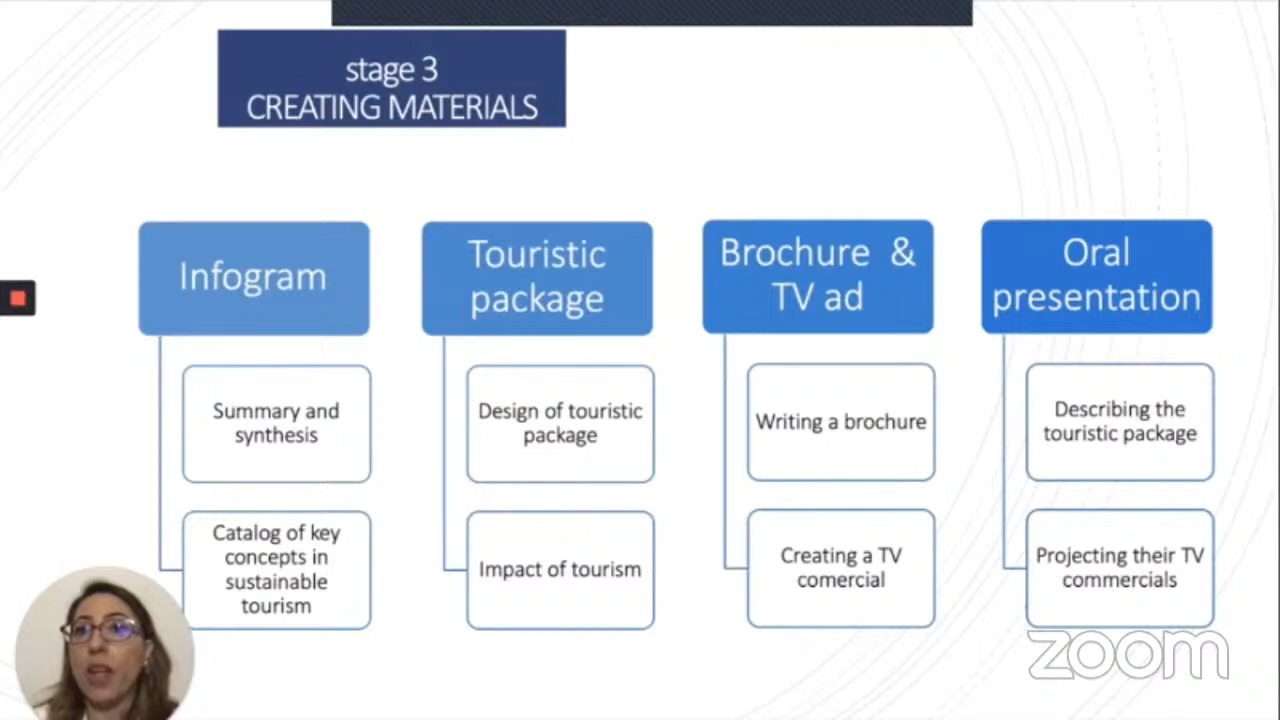 stage 3
CREATING MATERIALS
Infogram
Touristic
package
Brochure &
TV ad
Oral
presentation
Summary and
synthesis
Design of touristic
package
Writing a brochure
Describing the
touristic package
Catalog of key
concepts in
sustainable
tourism
Impact of tourism
Creating a TV
comercial
Projecting their TV
commercials
zoom